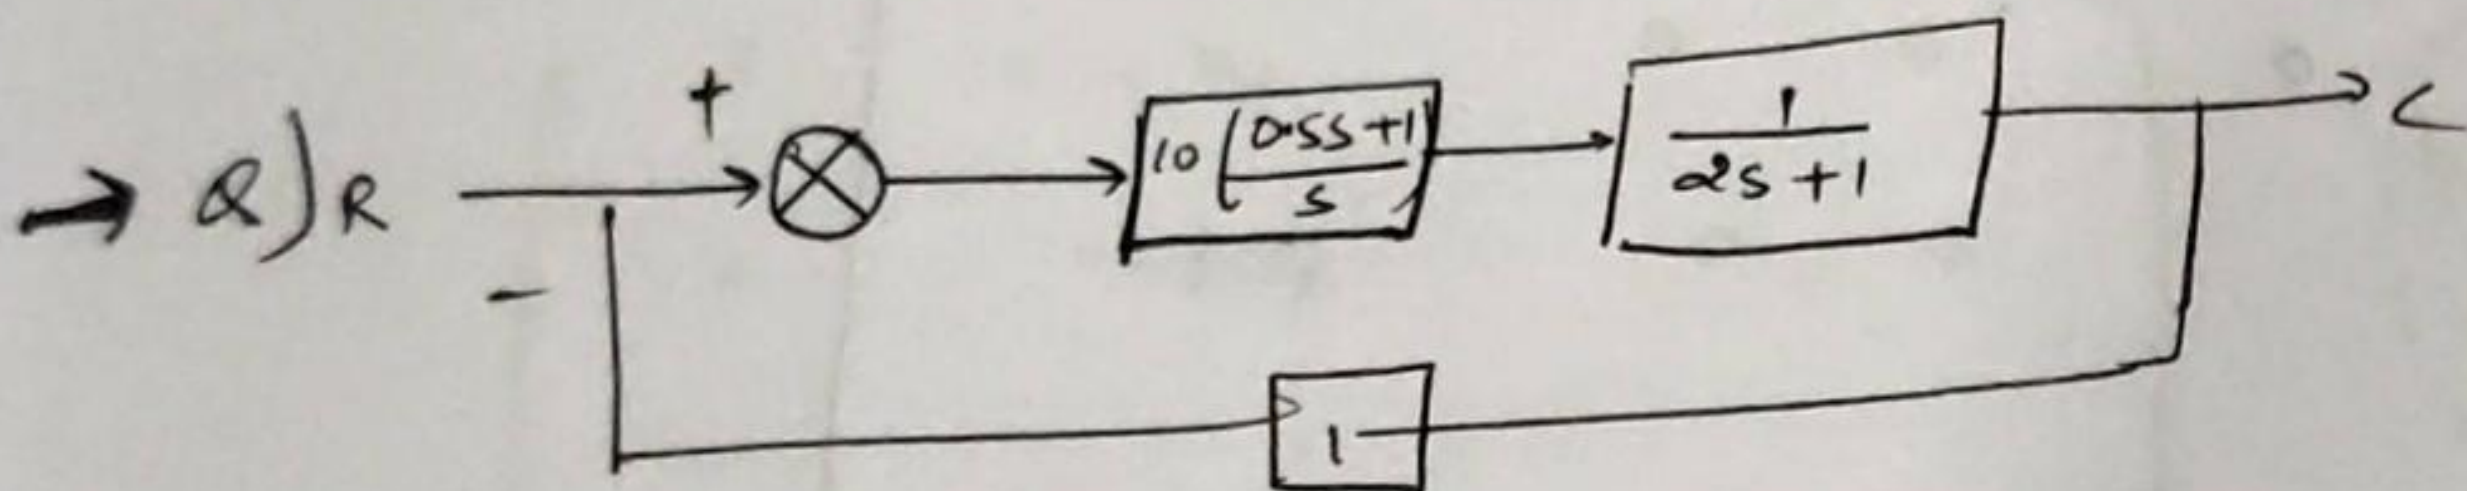 → Q) R + - 10 (0.5s+1/s) 1/2s+1 → C
1